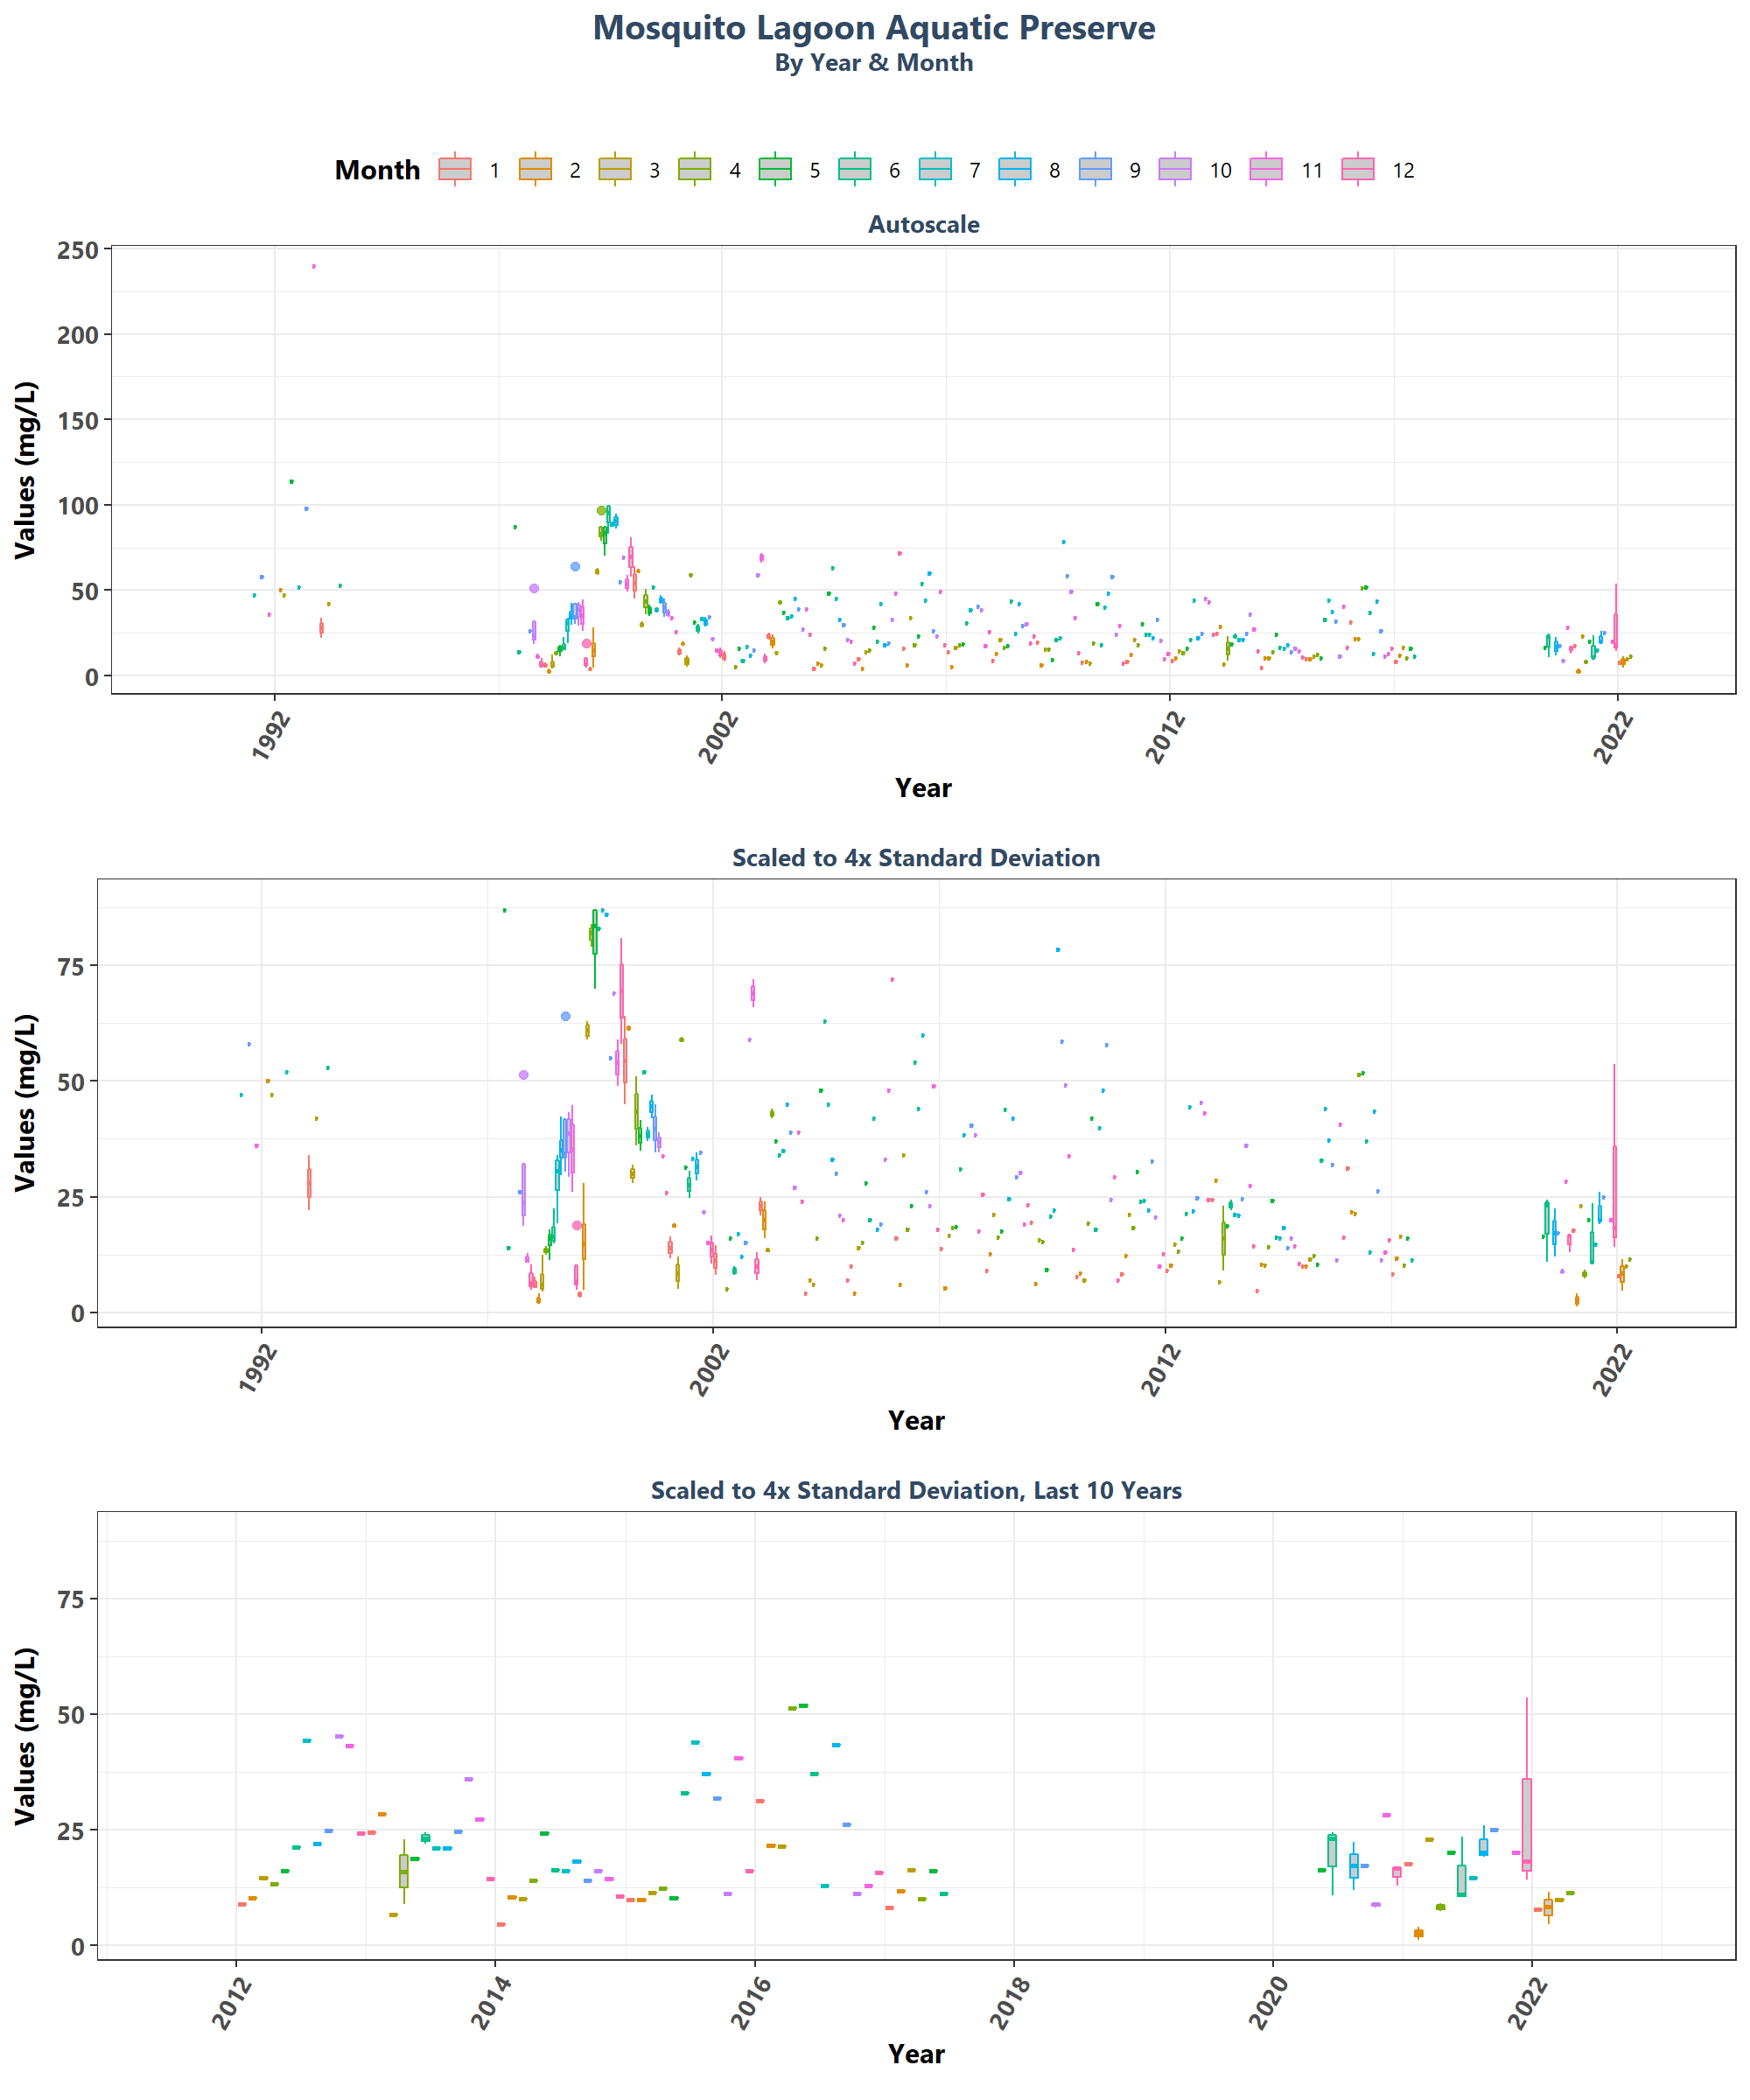 Mosquito Lagoon Aquatic Preserve
By Year & Month
Month 1 2 3 4 5 6 7 8 9 10 11 12
Autoscale
Values (mg/L)
250
200
150
100
50
0
1992 2002 2012 2022
Year
Scaled to 4x Standard Deviation
Values (mg/L)
75
50
25
0
1992 2002 2012 2022
Year
Scaled to 4x Standard Deviation, Last 10 Years
Values (mg/L)
75
50
25
0
2012 2014 2016 2018 2020 2022
Year